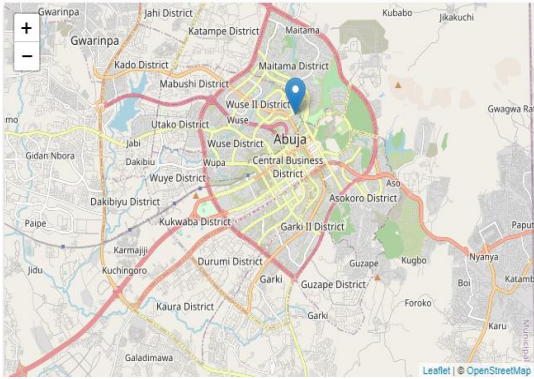 Gwarinpa
Jahi District
Kubabo
Jikakuchi
+
Katampe District
Maitama
Gwarinpa
−
Kado District
Maitama District
Mabushi District
Wuse II District
Gwagwa Ra
mo
Utako District
Wuse
Jabi
Abuja
Gidan Nbora
Dakibiu
Wuse District
Wupa
Central Business
District
Wuye District
Aso
Dakibiyu District
Asokoro District
Paipe
Kukwaba District
Garki II District
Paput
Karmajiji
Nyanya
Jidu
Kuchingoro
Durumi District
Guzape
Kugbo
Garki
Guzape District
Boi
Katamb
Kaura District
Foroko
Garki
Karu
Galadimawa
Municipal
Leaflet | © OpenStreetMap